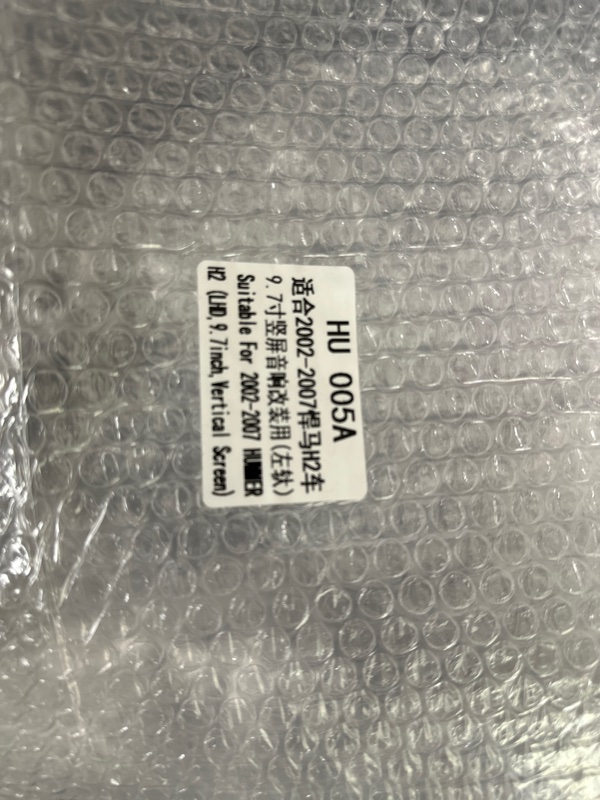 HU 005A
适合2002-2007悍马H2车
9.7寸竖屏音响改装用(左轪)
Suitable For 2002-2007 HUMMER
H2 (LHD,9.7inch,Vertical Screen)